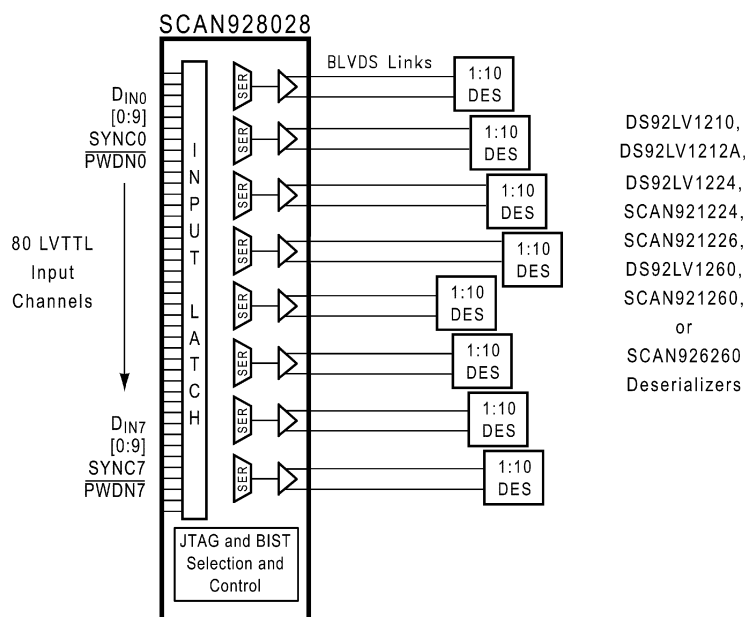 SCAN928028
BLVDS Links
DIN0
[0:9]
SYNC0
PWDN0
80 LVTTL
Input
Channels
DIN7
[0:9]
SYNC7
PWDN7
INPUT LATCH
SER
SER
SER
SER
SER
SER
SER
SER
1:10
DES
1:10
DES
1:10
DES
1:10
DES
1:10
DES
1:10
DES
1:10
DES
1:10
DES
JTAG and BIST
Selection and
Control
DS92LV1210,
DS92LV1212A,
DS92LV1224,
SCAN921224,
SCAN921226,
DS92LV1260,
SCAN921260,
or
SCAN926260
Deserializers